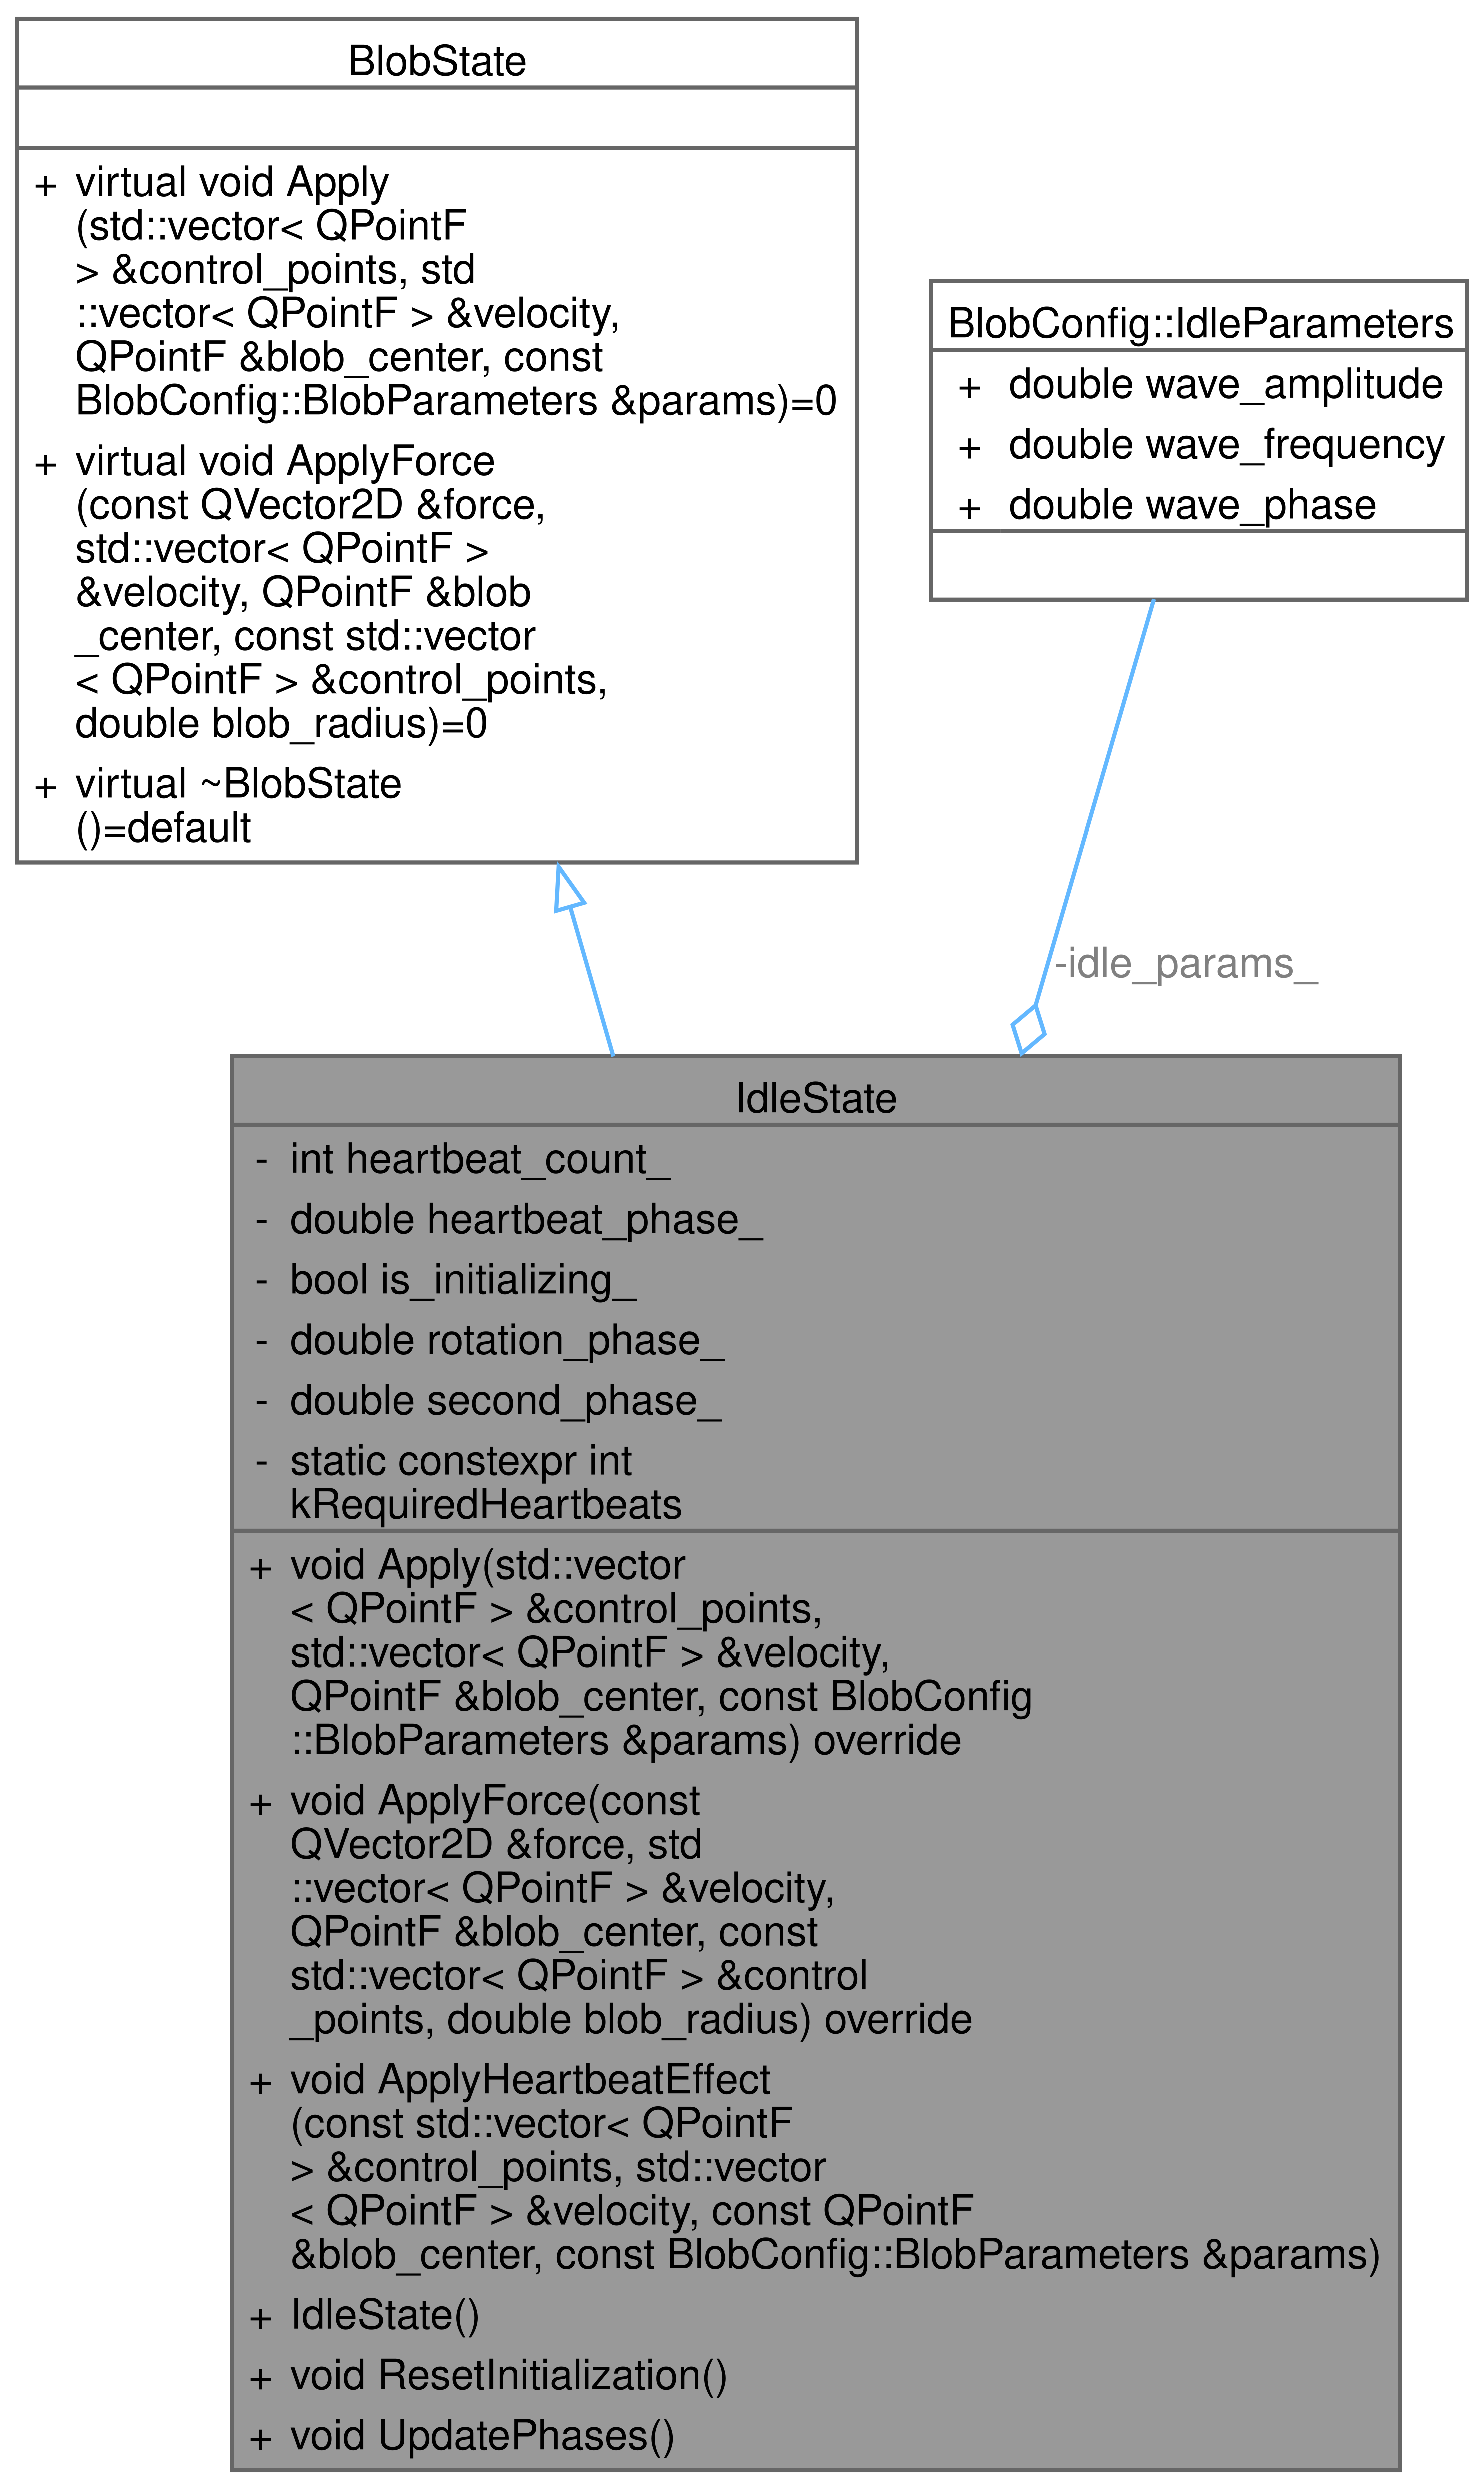 BlobState
+ virtual void Apply
(std::vector< QPointF
> &control_points, std
::vector< QPointF > &velocity,
QPointF &blob_center, const
BlobConfig::BlobParameters &params)=0
+ virtual void ApplyForce
(const QVector2D &force,
std::vector< QPointF >
&velocity, QPointF &blob
_center, const std::vector
< QPointF > &control_points,
double blob_radius)=0
+ virtual ~BlobState
()=default
BlobConfig::IdleParameters
+ double wave_amplitude
+ double wave_frequency
+ double wave_phase
-idle_params_
IdleState
- int heartbeat_count_
- double heartbeat_phase_
- bool is_initializing_
- double rotation_phase_
- double second_phase_
- static constexpr int
kRequiredHeartbeats
+ void Apply(std::vector
< QPointF > &control_points,
std::vector< QPointF > &velocity,
QPointF &blob_center, const BlobConfig
::BlobParameters &params) override
+ void ApplyForce(const
QVector2D &force, std
::vector< QPointF > &velocity,
QPointF &blob_center, const
std::vector< QPointF > &control
_points, double blob_radius) override
+ void ApplyHeartbeatEffect
(const std::vector< QPointF
> &control_points, std::vector
< QPointF > &velocity, const QPointF
&blob_center, const BlobConfig::BlobParameters &params)
+ IdleState()
+ void ResetInitialization()
+ void UpdatePhases()